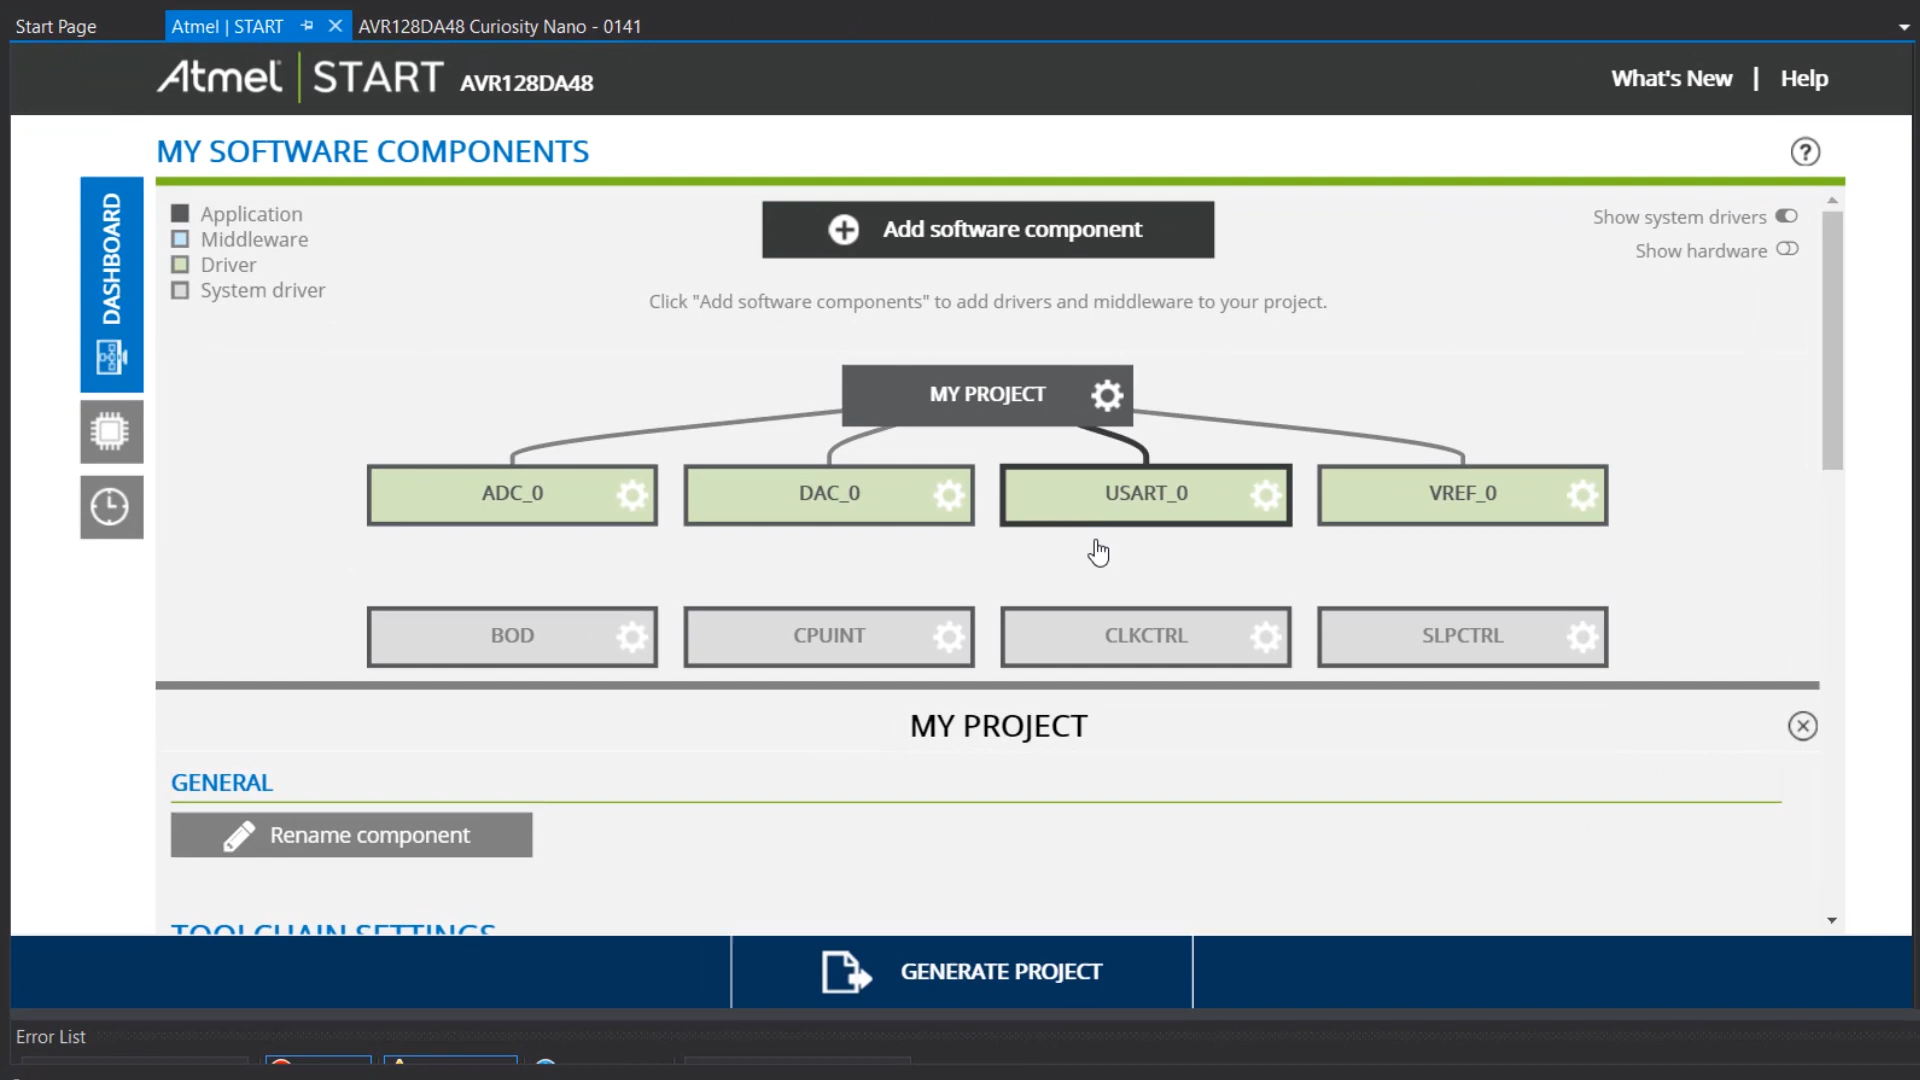 Start Page
Atmel | START
AVR128DA48 Curiosity Nano - 0141
Atmel | START AVR128DA48
What's New | Help
MY SOFTWARE COMPONENTS
?
DASHBOARD
Application
Middleware
Driver
System driver
Add software component
Show system drivers
Show hardware
Click "Add software components" to add drivers and middleware to your project.
MY PROJECT
ADC_0
DAC_0
USART_0
VREF_0
BOD
CPUINT
CLKCTRL
SLPCTRL
MY PROJECT
GENERAL
Rename component
TOOLCHAIN SETTINGS
GENERATE PROJECT
Error List